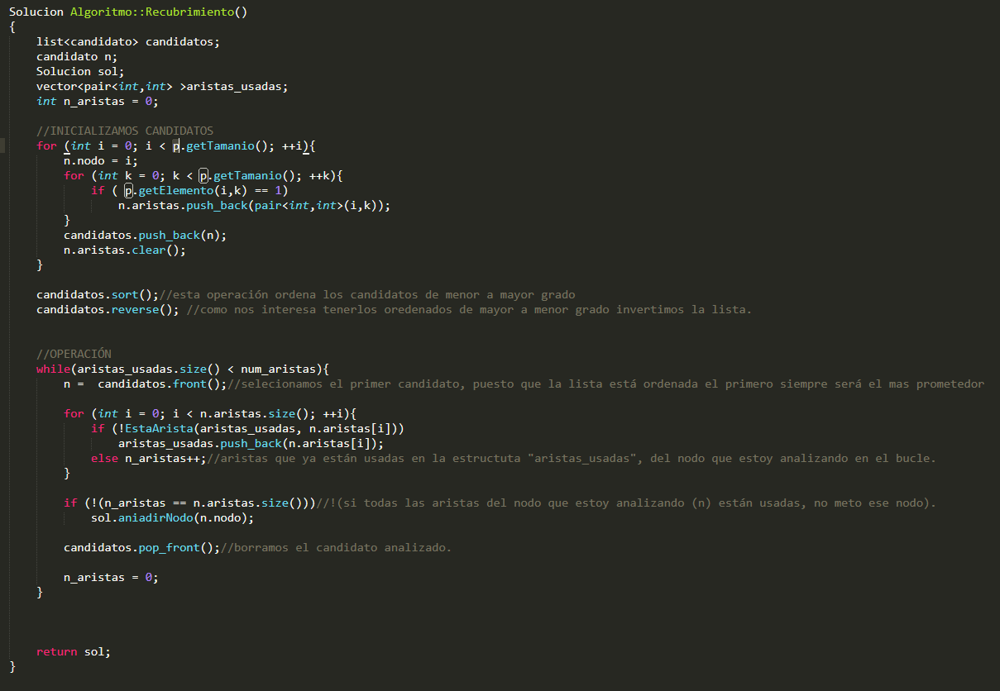 Solucion Algoritmo::Recubrimiento()
{
    list<candidato> candidatos;
    candidato n;
    Solucion sol;
    vector<pair<int,int> >aristas_usadas;
    int n_aristas = 0;

    //INICIALIZAMOS CANDIDATOS
    for (int i = 0; i < p.getTamanio(); ++i){
        n.nodo = i;
        for (int k = 0; k < p.getTamanio(); ++k){
            if ( p.getElemento(i,k) == 1)
                n.aristas.push_back(pair<int,int>(i,k));
        }
        candidatos.push_back(n);
        n.aristas.clear();
    }

    candidatos.sort();//esta operación ordena los candidatos de menor a mayor grado
    candidatos.reverse(); //como nos interesa tenerlos oredenados de mayor a menor grado invertimos la lista.

    //OPERACIÓN
    while(aristas_usadas.size() < num_aristas){
        n =  candidatos.front();//selecionamos el primer candidato, puesto que la lista está ordenada el primero siempre será el mas prometedor

        for (int i = 0; i < n.aristas.size(); ++i){
            if (!EstaArista(aristas_usadas, n.aristas[i]))
                aristas_usadas.push_back(n.aristas[i]);
            else n_aristas++;//aristas que ya están usadas en la estructuta "aristas_usadas", del nodo que estoy analizando en el bucle.
        }

        if (!(n_aristas == n.aristas.size()))//!(si todas las aristas del nodo que estoy analizando (n) están usadas, no meto ese nodo).
            sol.aniadirNodo(n.nodo);

        candidatos.pop_front();//borramos el candidato analizado.

        n_aristas = 0;
    }

    return sol;
}